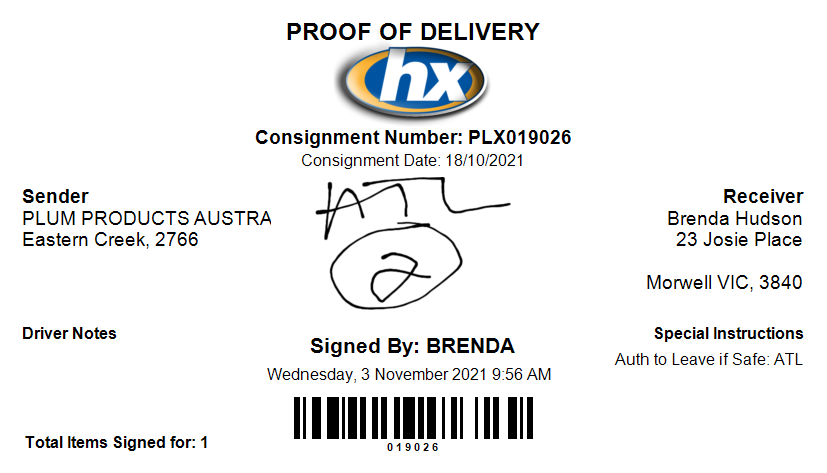 PROOF OF DELIVERY
hx
Consignment Number: PLX019026
Consignment Date: 18/10/2021
Sender
PLUM PRODUCTS AUSTRA
Eastern Creek, 2766
ATL
2
Receiver
Brenda Hudson
23 Josie Place
Morwell VIC, 3840
Driver Notes
Signed By: BRENDA
Wednesday, 3 November 2021 9:56 AM
Special Instructions
Auth to Leave if Safe: ATL
Total Items Signed for: 1
019026